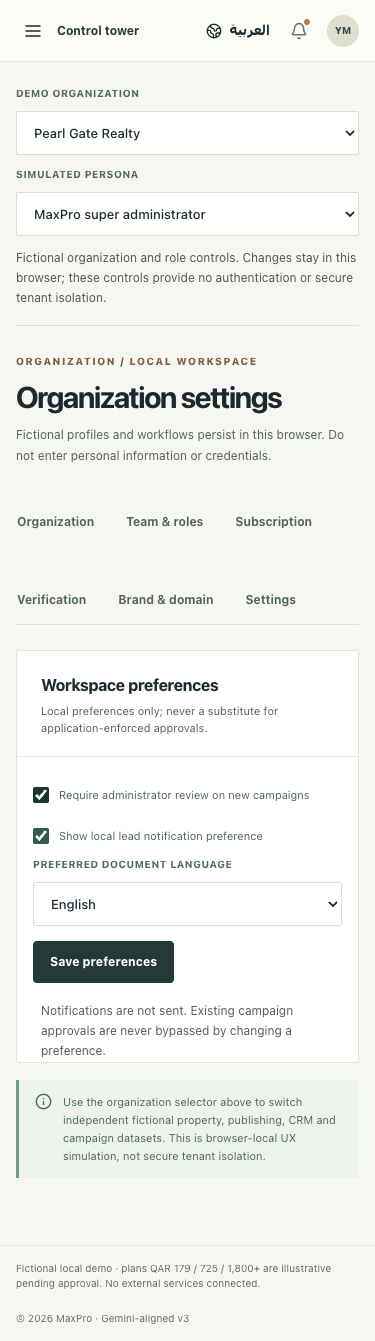 Control tower
العربية
YM
DEMO ORGANIZATION
Pearl Gate Realty
SIMULATED PERSONA
MaxPro super administrator
Fictional organization and role controls. Changes stay in this
browser; these controls provide no authentication or secure
tenant isolation.
ORGANIZATION / LOCAL WORKSPACE
Organization settings
Fictional profiles and workflows persist in this browser. Do
not enter personal information or credentials.
Organization Team & roles Subscription
Verification Brand & domain Settings
Workspace preferences
Local preferences only; never a substitute for
application-enforced approvals.
Require administrator review on new campaigns
Show local lead notification preference
PREFERRED DOCUMENT LANGUAGE
English
Save preferences
Notifications are not sent. Existing campaign
approvals are never bypassed by changing a
preference.
Use the organization selector above to switch
independent fictional property, publishing, CRM and
campaign datasets. This is browser-local UX
simulation, not secure tenant isolation.
Fictional local demo · plans QAR 179 / 725 / 1,800+ are illustrative
pending approval. No external services connected.
© 2026 MaxPro · Gemini-aligned v3